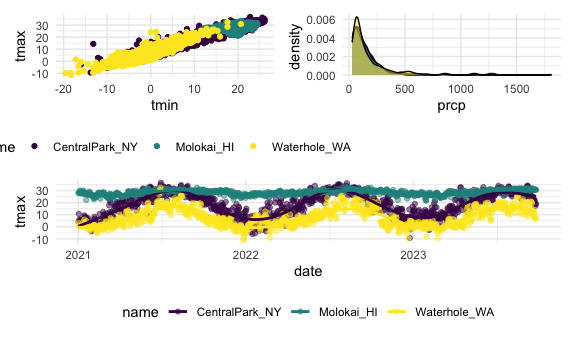 tmax
30
20
10
0
-10
-20 -10 0 10 20
tmin
density
0.006
0.004
0.002
0.000
0 500 1000 1500
prcp
me CentralPark_NY Molokai_HI Waterhole_WA
tmax
30
20
10
0
-10
2021 2022 2023
date
name CentralPark_NY Molokai_HI Waterhole_WA